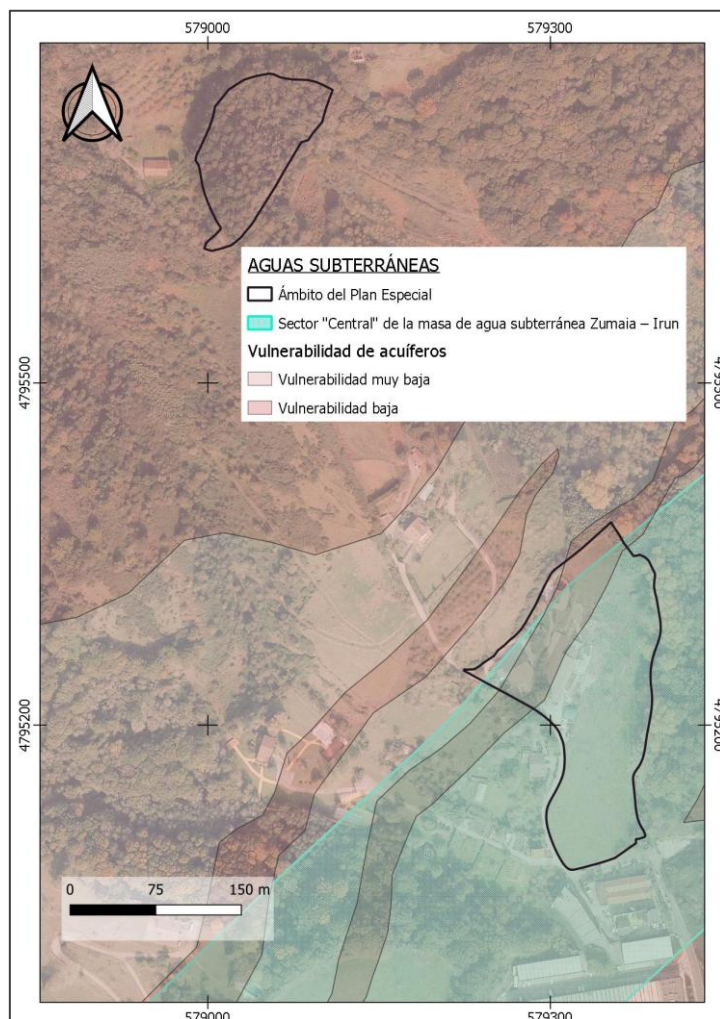 579000 579300
AGUAS SUBTERRÁNEAS
Ámbito del Plan Especial
Sector "Central" de la masa de agua subterránea Zumaia – Irun
Vulnerabilidad de acuíferos
Vulnerabilidad muy baja
Vulnerabilidad baja
4795500 4795500
4795200 4795200
0 75 150 m
579000 579300